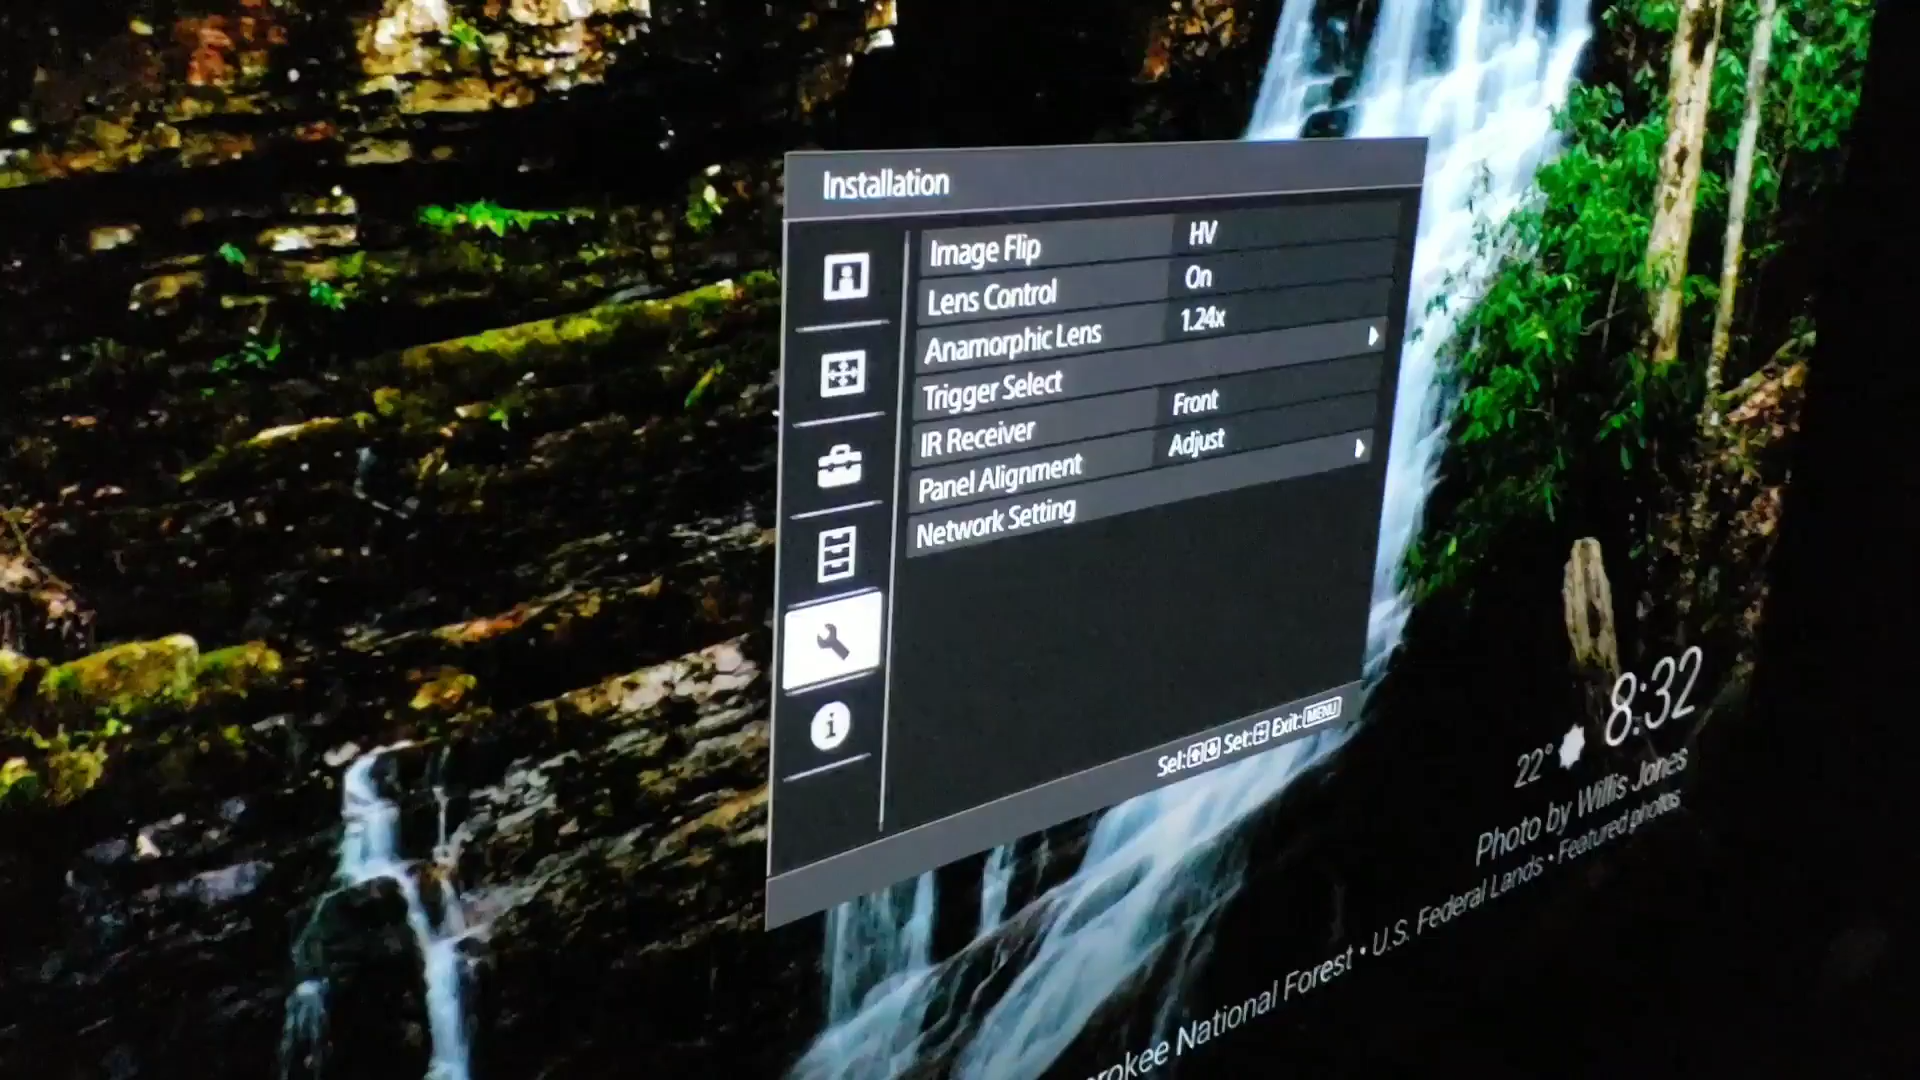 Installation
Image Flip HV
Lens Control On
Anamorphic Lens 1.24x
Trigger Select
IR Receiver Front
Panel Alignment Adjust
Network Setting
Sel: Set: Exit:MENU
8:32
22°
Photo by Willis Jones
rokee National Forest • U.S. Federal Lands • Featured photos